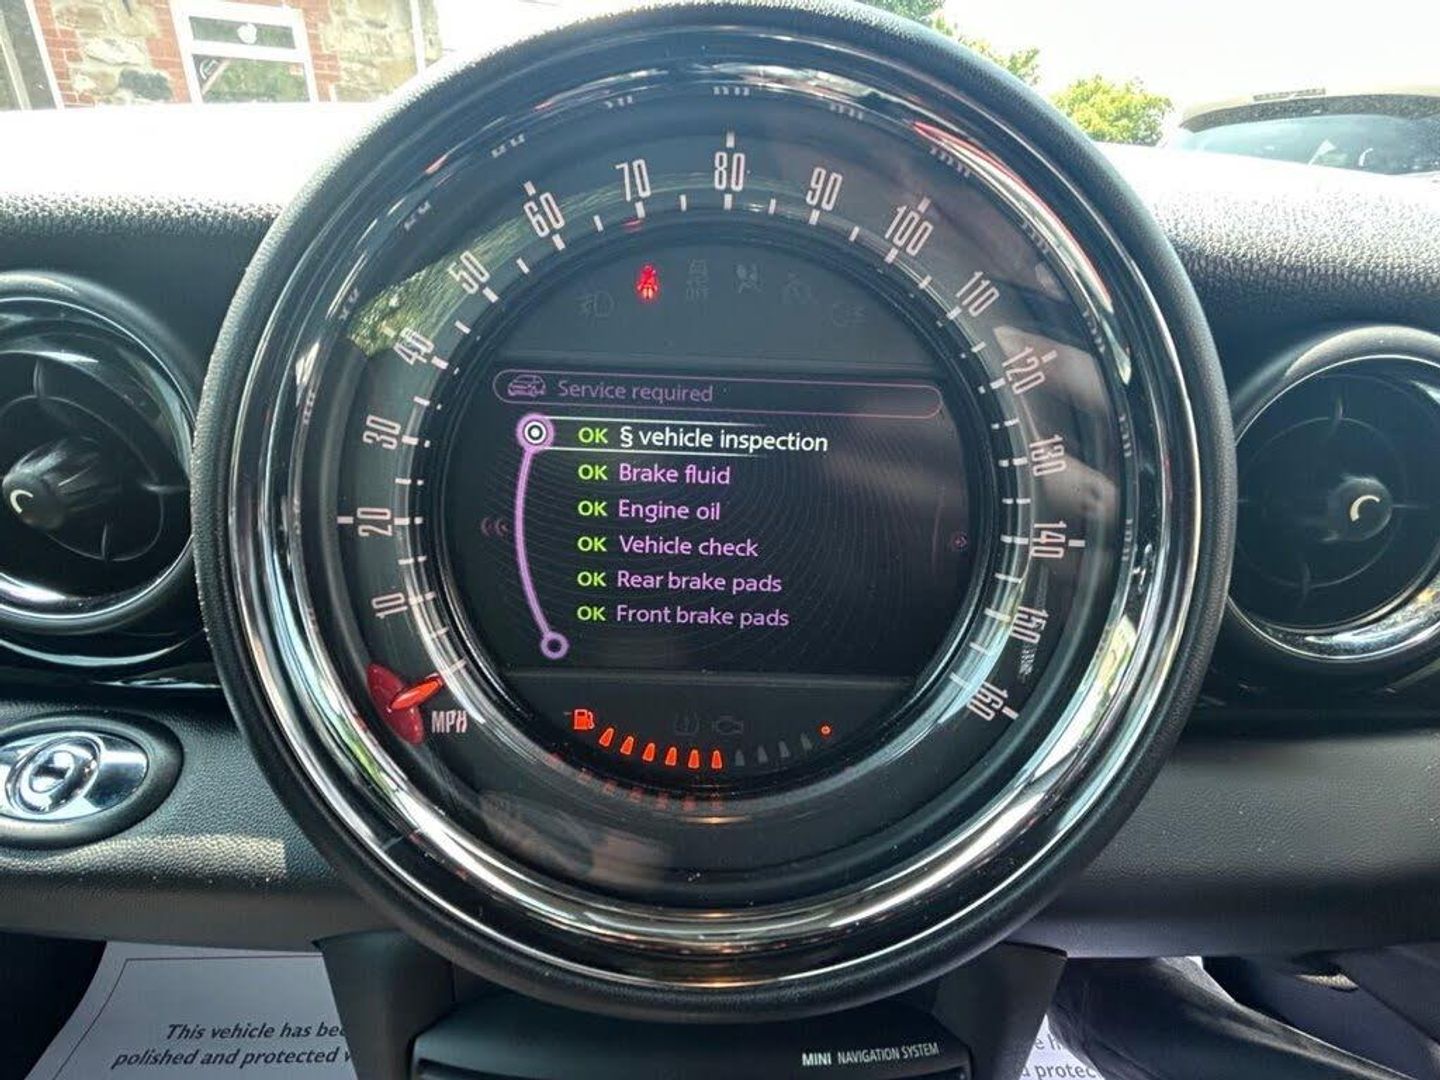 80
70
90
60
100
50
110
40
120
30
130
20
140
10
150
160
MPH
Service required
OK § vehicle inspection
OK Brake fluid
OK Engine oil
OK Vehicle check
OK Rear brake pads
OK Front brake pads
This vehicle has
polished and protected
MINI NAVIGATION SYSTEM